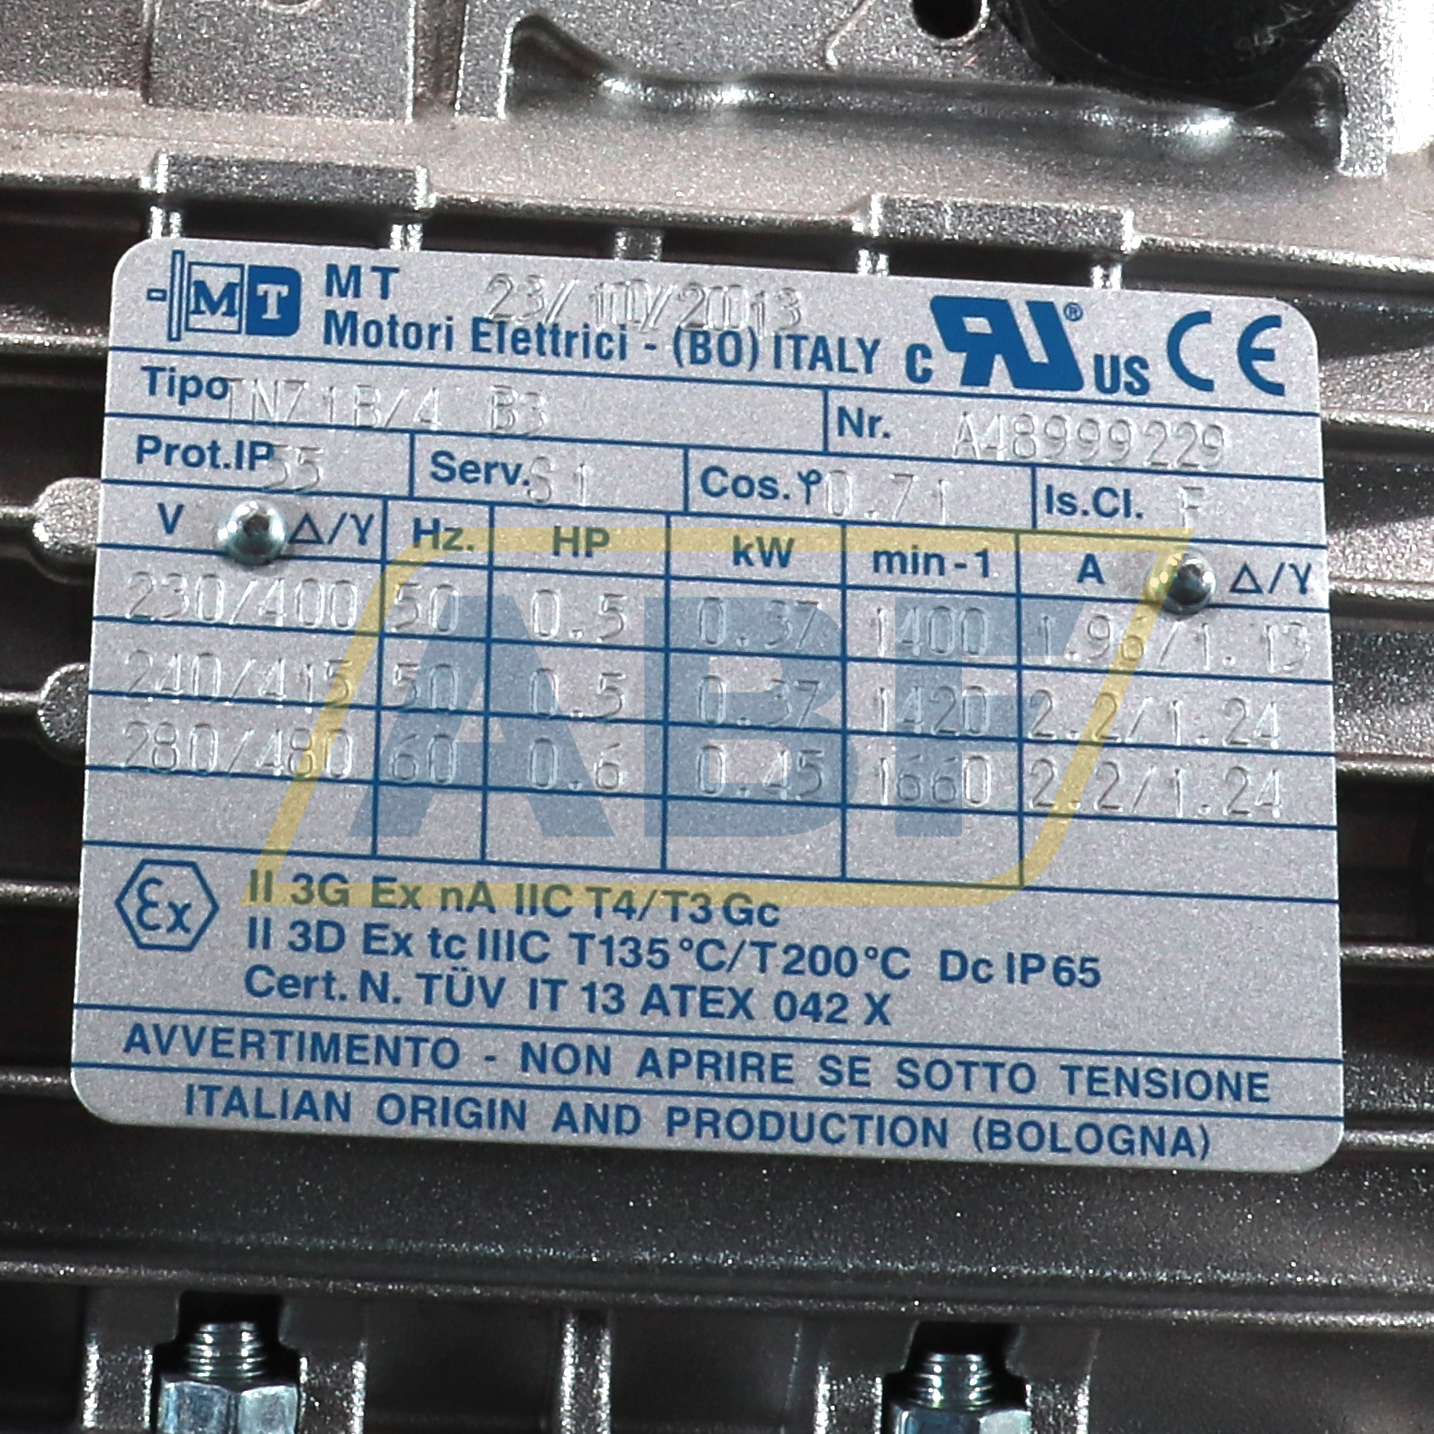 MT MT 23/10/2013
Motori Elettrici - (BO) ITALY c RU® US CE
Tipo TN71B/4 B3 Nr. A48999229
Prot.IP 55 Serv. S1 Cos.φ 0.71 Is.Cl. F
V Δ/Y Hz. HP kW min-1 A Δ/Y
230/400 50 0.5 0.37 1400 1.96/1.13
240/415 50 0.5 0.37 1420 2.2/1.24
280/480 60 0.6 0.45 1660 2.2/1.24
ABF
Ex II 3G Ex nA IIC T4/T3 Gc
II 3D Ex tc IIIC T135°C/T200°C Dc IP65
Cert. N. TÜV IT 13 ATEX 042 X
AVVERTIMENTO - NON APRIRE SE SOTTO TENSIONE
ITALIAN ORIGIN AND PRODUCTION (BOLOGNA)